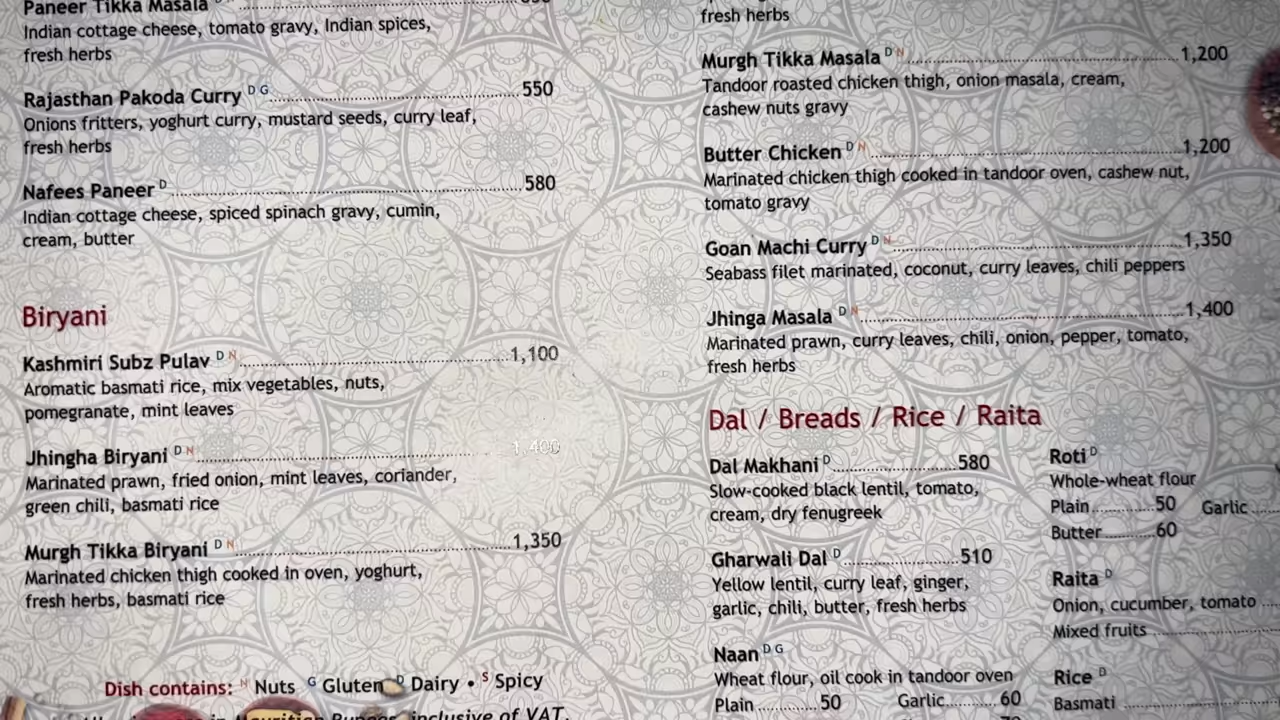 Paneer Tikka Masala
Indian cottage cheese, tomato gravy, Indian spices,
fresh herbs
Rajasthan Pakoda Curry D G ........ 550
Onions fritters, yoghurt curry, mustard seeds, curry leaf,
fresh herbs
Nafees Paneer D ........ 580
Indian cottage cheese, spiced spinach gravy, cumin,
cream, butter
Biryani
Kashmiri Subz Pulav D N ........ 1,100
Aromatic basmati rice, mix vegetables, nuts,
pomegranate, mint leaves
Jhingha Biryani D N ........ 1,400
Marinated prawn, fried onion, mint leaves, coriander,
green chili, basmati rice
Murgh Tikka Biryani D N ........ 1,350
Marinated chicken thigh cooked in oven, yoghurt,
fresh herbs, basmati rice
Dish contains: N Nuts G Gluten D Dairy • S Spicy
inclusive of VAT.
fresh herbs
Murgh Tikka Masala D N ........ 1,200
Tandoor roasted chicken thigh, onion masala, cream,
cashew nuts gravy
Butter Chicken D N ........ 1,200
Marinated chicken thigh cooked in tandoor oven, cashew nut,
tomato gravy
Goan Machi Curry D N ........ 1,350
Seabass filet marinated, coconut, curry leaves, chili peppers
Jhinga Masala D N ........ 1,400
Marinated prawn, curry leaves, chili, onion, pepper, tomato,
fresh herbs
Dal / Breads / Rice / Raita
Dal Makhani D ........ 580
Slow-cooked black lentil, tomato,
cream, dry fenugreek
Gharwali Dal D ........ 510
Yellow lentil, curry leaf, ginger,
garlic, chili, butter, fresh herbs
Naan D G
Wheat flour, oil cook in tandoor oven
Plain ........ 50 Garlic ........ 60
Roti D
Whole-wheat flour
Plain ........ 50 Garlic ....
Butter ........ 60
Raita D
Onion, cucumber, tomato ....
Mixed fruits ........
Rice D
Basmati ........